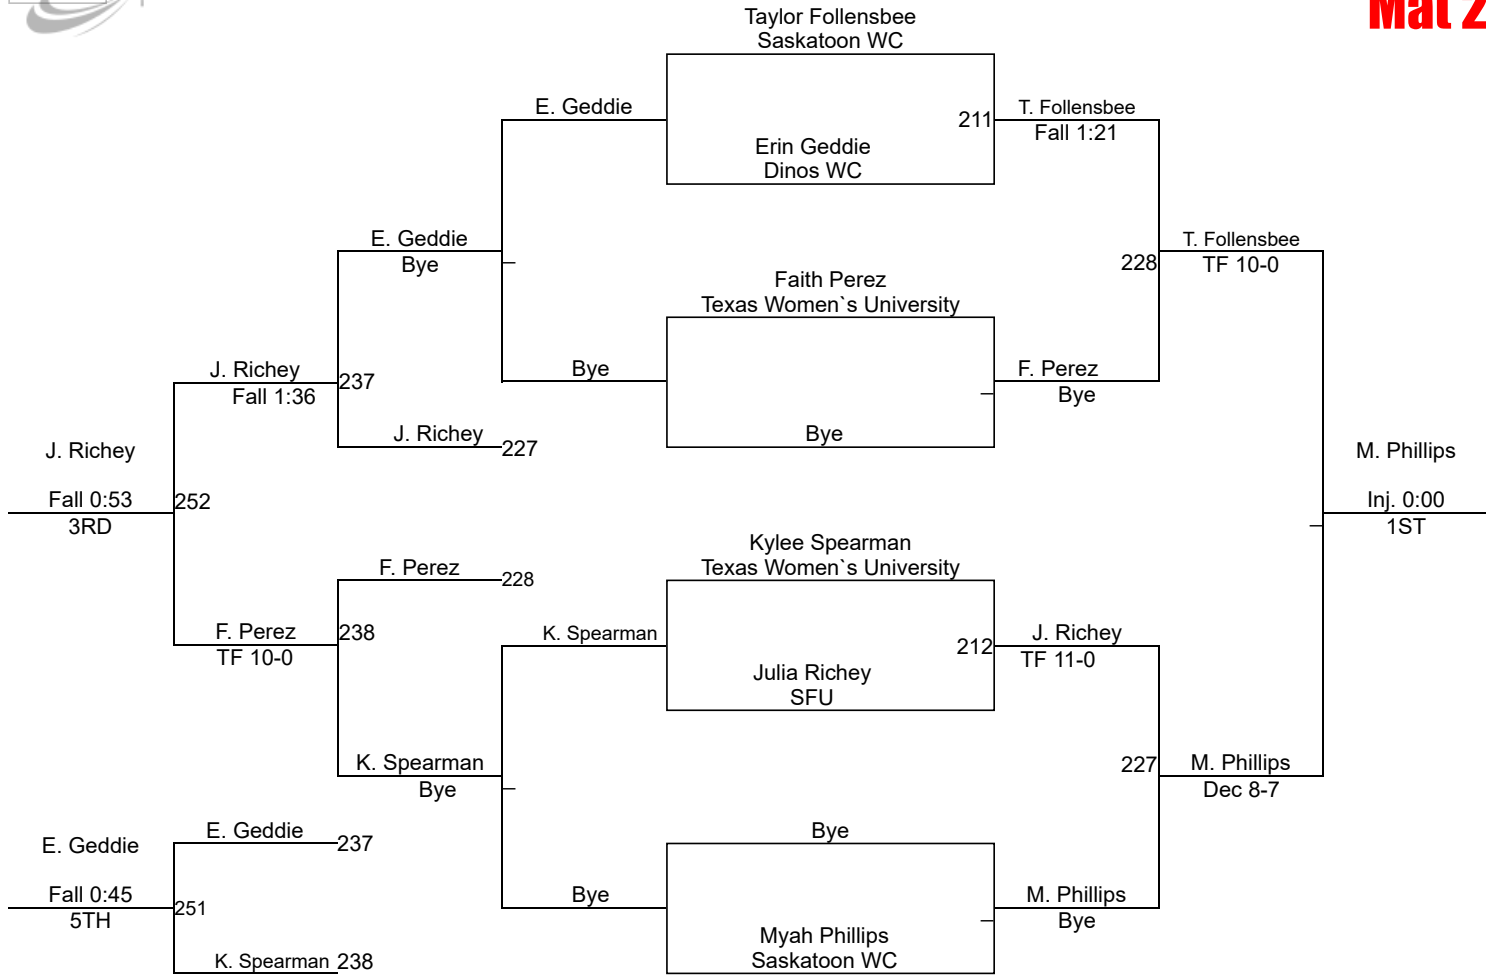 Mat 2
Taylor Follensbee
Saskatoon WC
E. Geddie
211
T. Follensbee
Fall 1:21
Erin Geddie
Dinos WC
E. Geddie
Bye
T. Follensbee
TF 10-0
228
Faith Perez
Texas Women`s University
J. Richey
Fall 1:36
237
Bye
F. Perez
Bye
J. Richey
227
Bye
J. Richey
Fall 0:53
3RD
252
M. Phillips
Inj. 0:00
1ST
Kylee Spearman
Texas Women`s University
F. Perez
228
F. Perez
TF 10-0
238
K. Spearman
212
J. Richey
TF 11-0
Julia Richey
SFU
K. Spearman
Bye
227
M. Phillips
Dec 8-7
E. Geddie
Fall 0:45
5TH
E. Geddie
237
251
K. Spearman
238
Bye
Bye
M. Phillips
Bye
Myah Phillips
Saskatoon WC